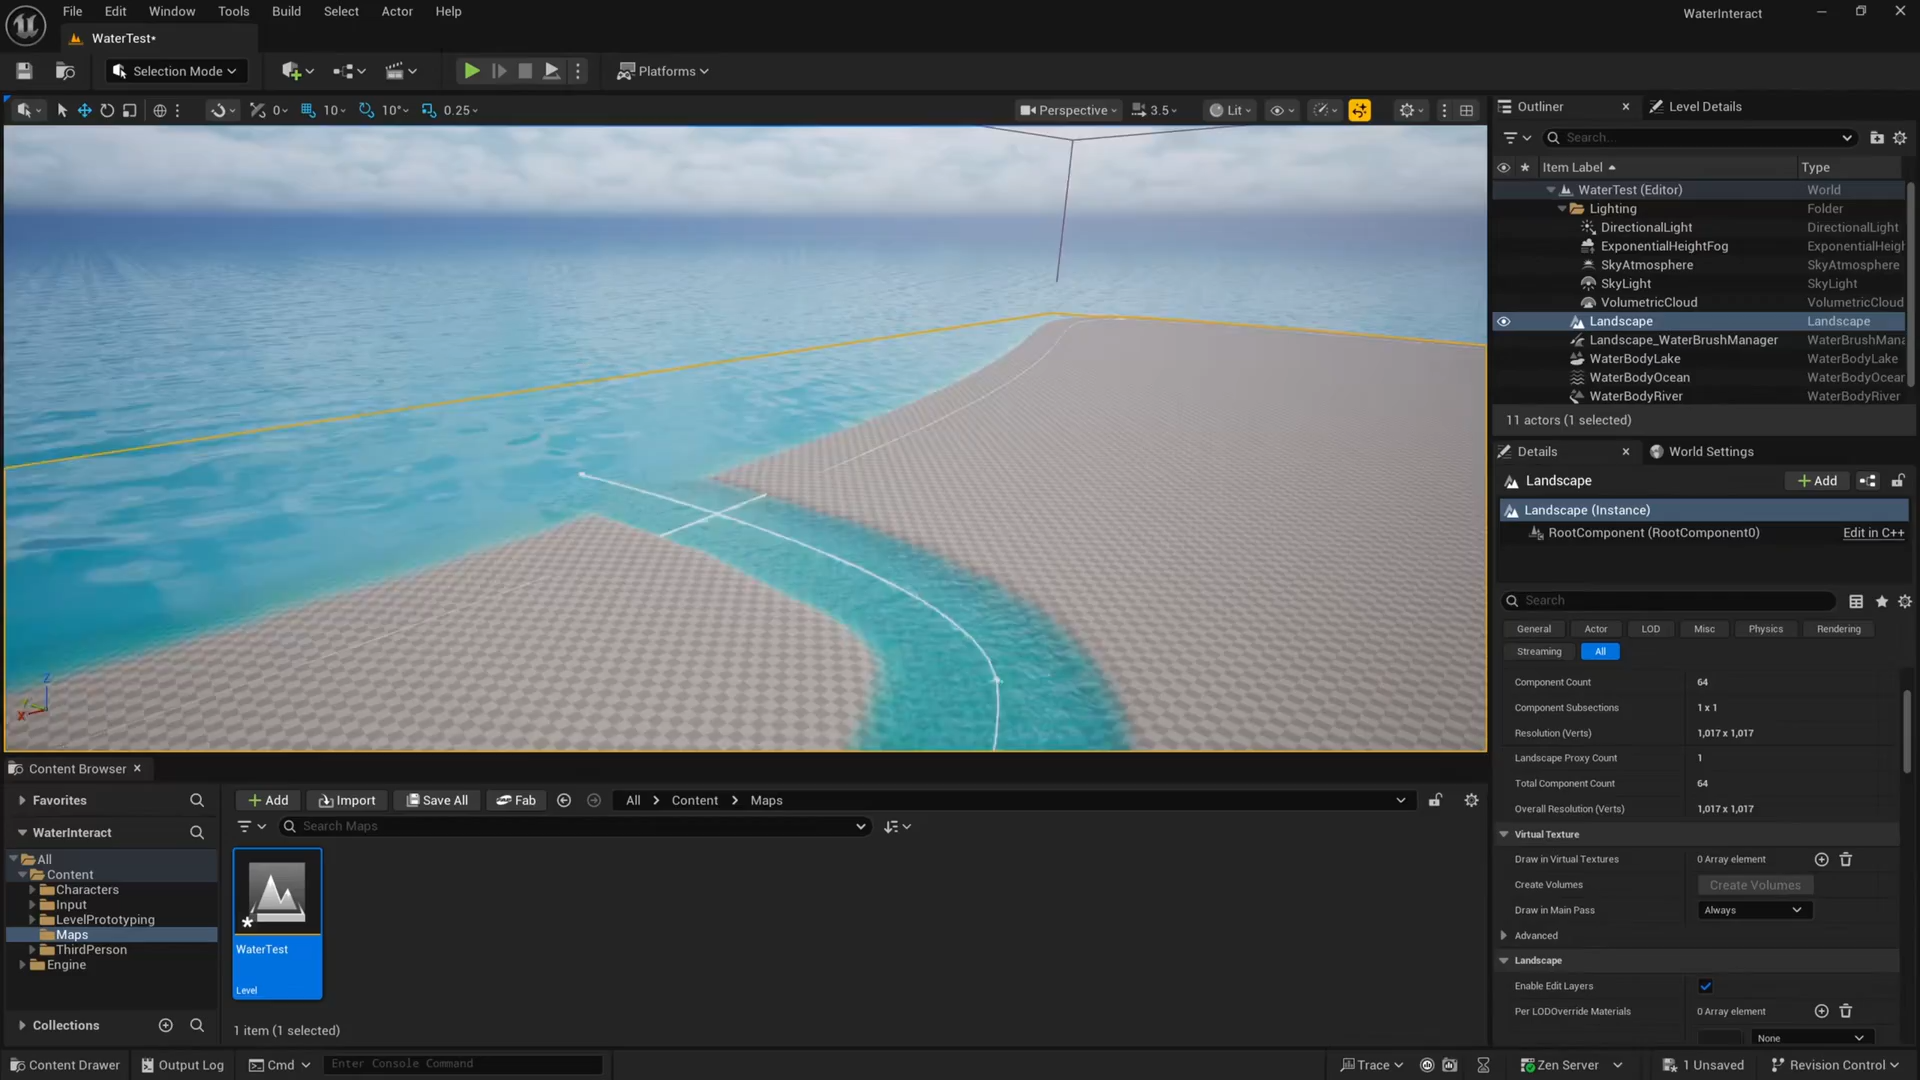 File Edit Window Tools Build Select Actor Help
WaterInteract
WaterTest*
Selection Mode
Platforms
0 10 10° 0.25
Perspective 3.5 Lit
Outliner Level Details
Search...
Item Label Type
WaterTest (Editor) World
Lighting Folder
DirectionalLight DirectionalLight
ExponentialHeightFog ExponentialHeigh
SkyAtmosphere SkyAtmosphere
SkyLight SkyLight
VolumetricCloud VolumetricCloud
Landscape Landscape
Landscape_WaterBrushManager WaterBrushMana
WaterBodyLake WaterBodyLake
WaterBodyOcean WaterBodyOcean
WaterBodyRiver WaterBodyRiver
11 actors (1 selected)
Details World Settings
Landscape Add
Landscape (Instance)
RootComponent (RootComponent0) Edit in C++
Search
General Actor LOD Misc Physics Rendering
Streaming All
Component Count 64
Component Subsections 1 x 1
Resolution (Verts) 1,017 x 1,017
Landscape Proxy Count 1
Total Component Count 64
Overall Resolution (Verts) 1,017 x 1,017
Virtual Texture
Draw in Virtual Textures 0 Array element
Create Volumes Create Volumes
Draw in Main Pass Always
Advanced
Landscape
Enable Edit Layers
Per LODOverride Materials 0 Array element
None
Z
X
Content Browser
Favorites
WaterInteract
All
Content
Characters
Input
LevelPrototyping
Maps
ThirdPerson
Engine
Collections
Add Import Save All Fab All Content Maps
Search Maps
WaterTest
Level
1 item (1 selected)
Content Drawer Output Log Cmd Enter Console Command Trace Zen Server 1 Unsaved Revision Control